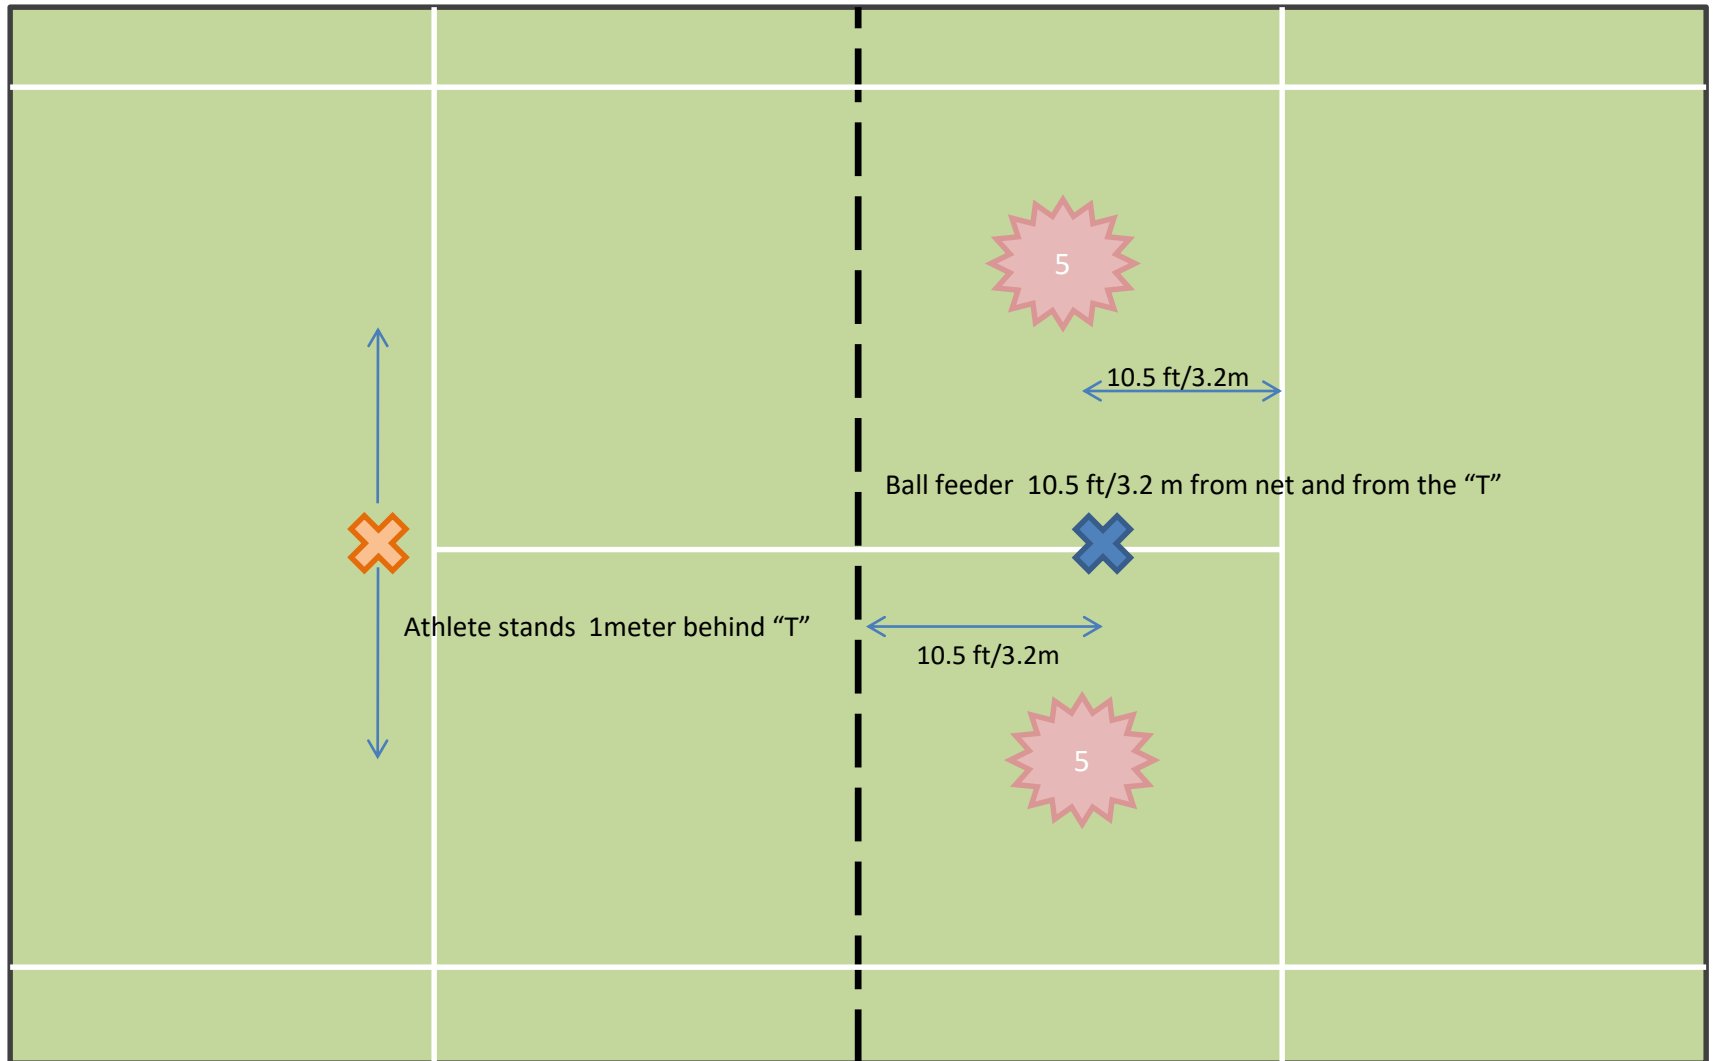 5
10.5 ft/3.2m
Ball feeder 10.5 ft/3.2 m from net and from the “T”
Athlete stands 1meter behind “T”
10.5 ft/3.2m
5